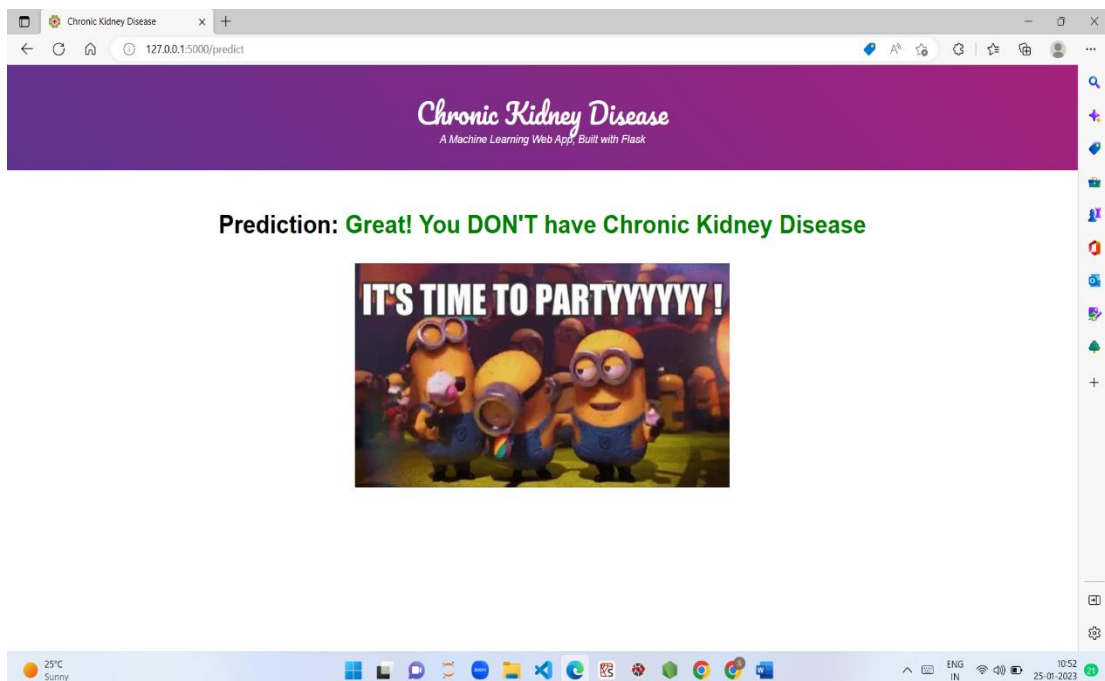 Chronic Kidney Disease
127.0.0.1:5000/predict
Chronic Kidney Disease
A Machine Learning Web App, Built with Flask
Prediction: Great! You DON'T have Chronic Kidney Disease
IT'S TIME TO PARTYYYYYY !
25°C
Sunny
ENG
IN
10:52
25-01-2023
21